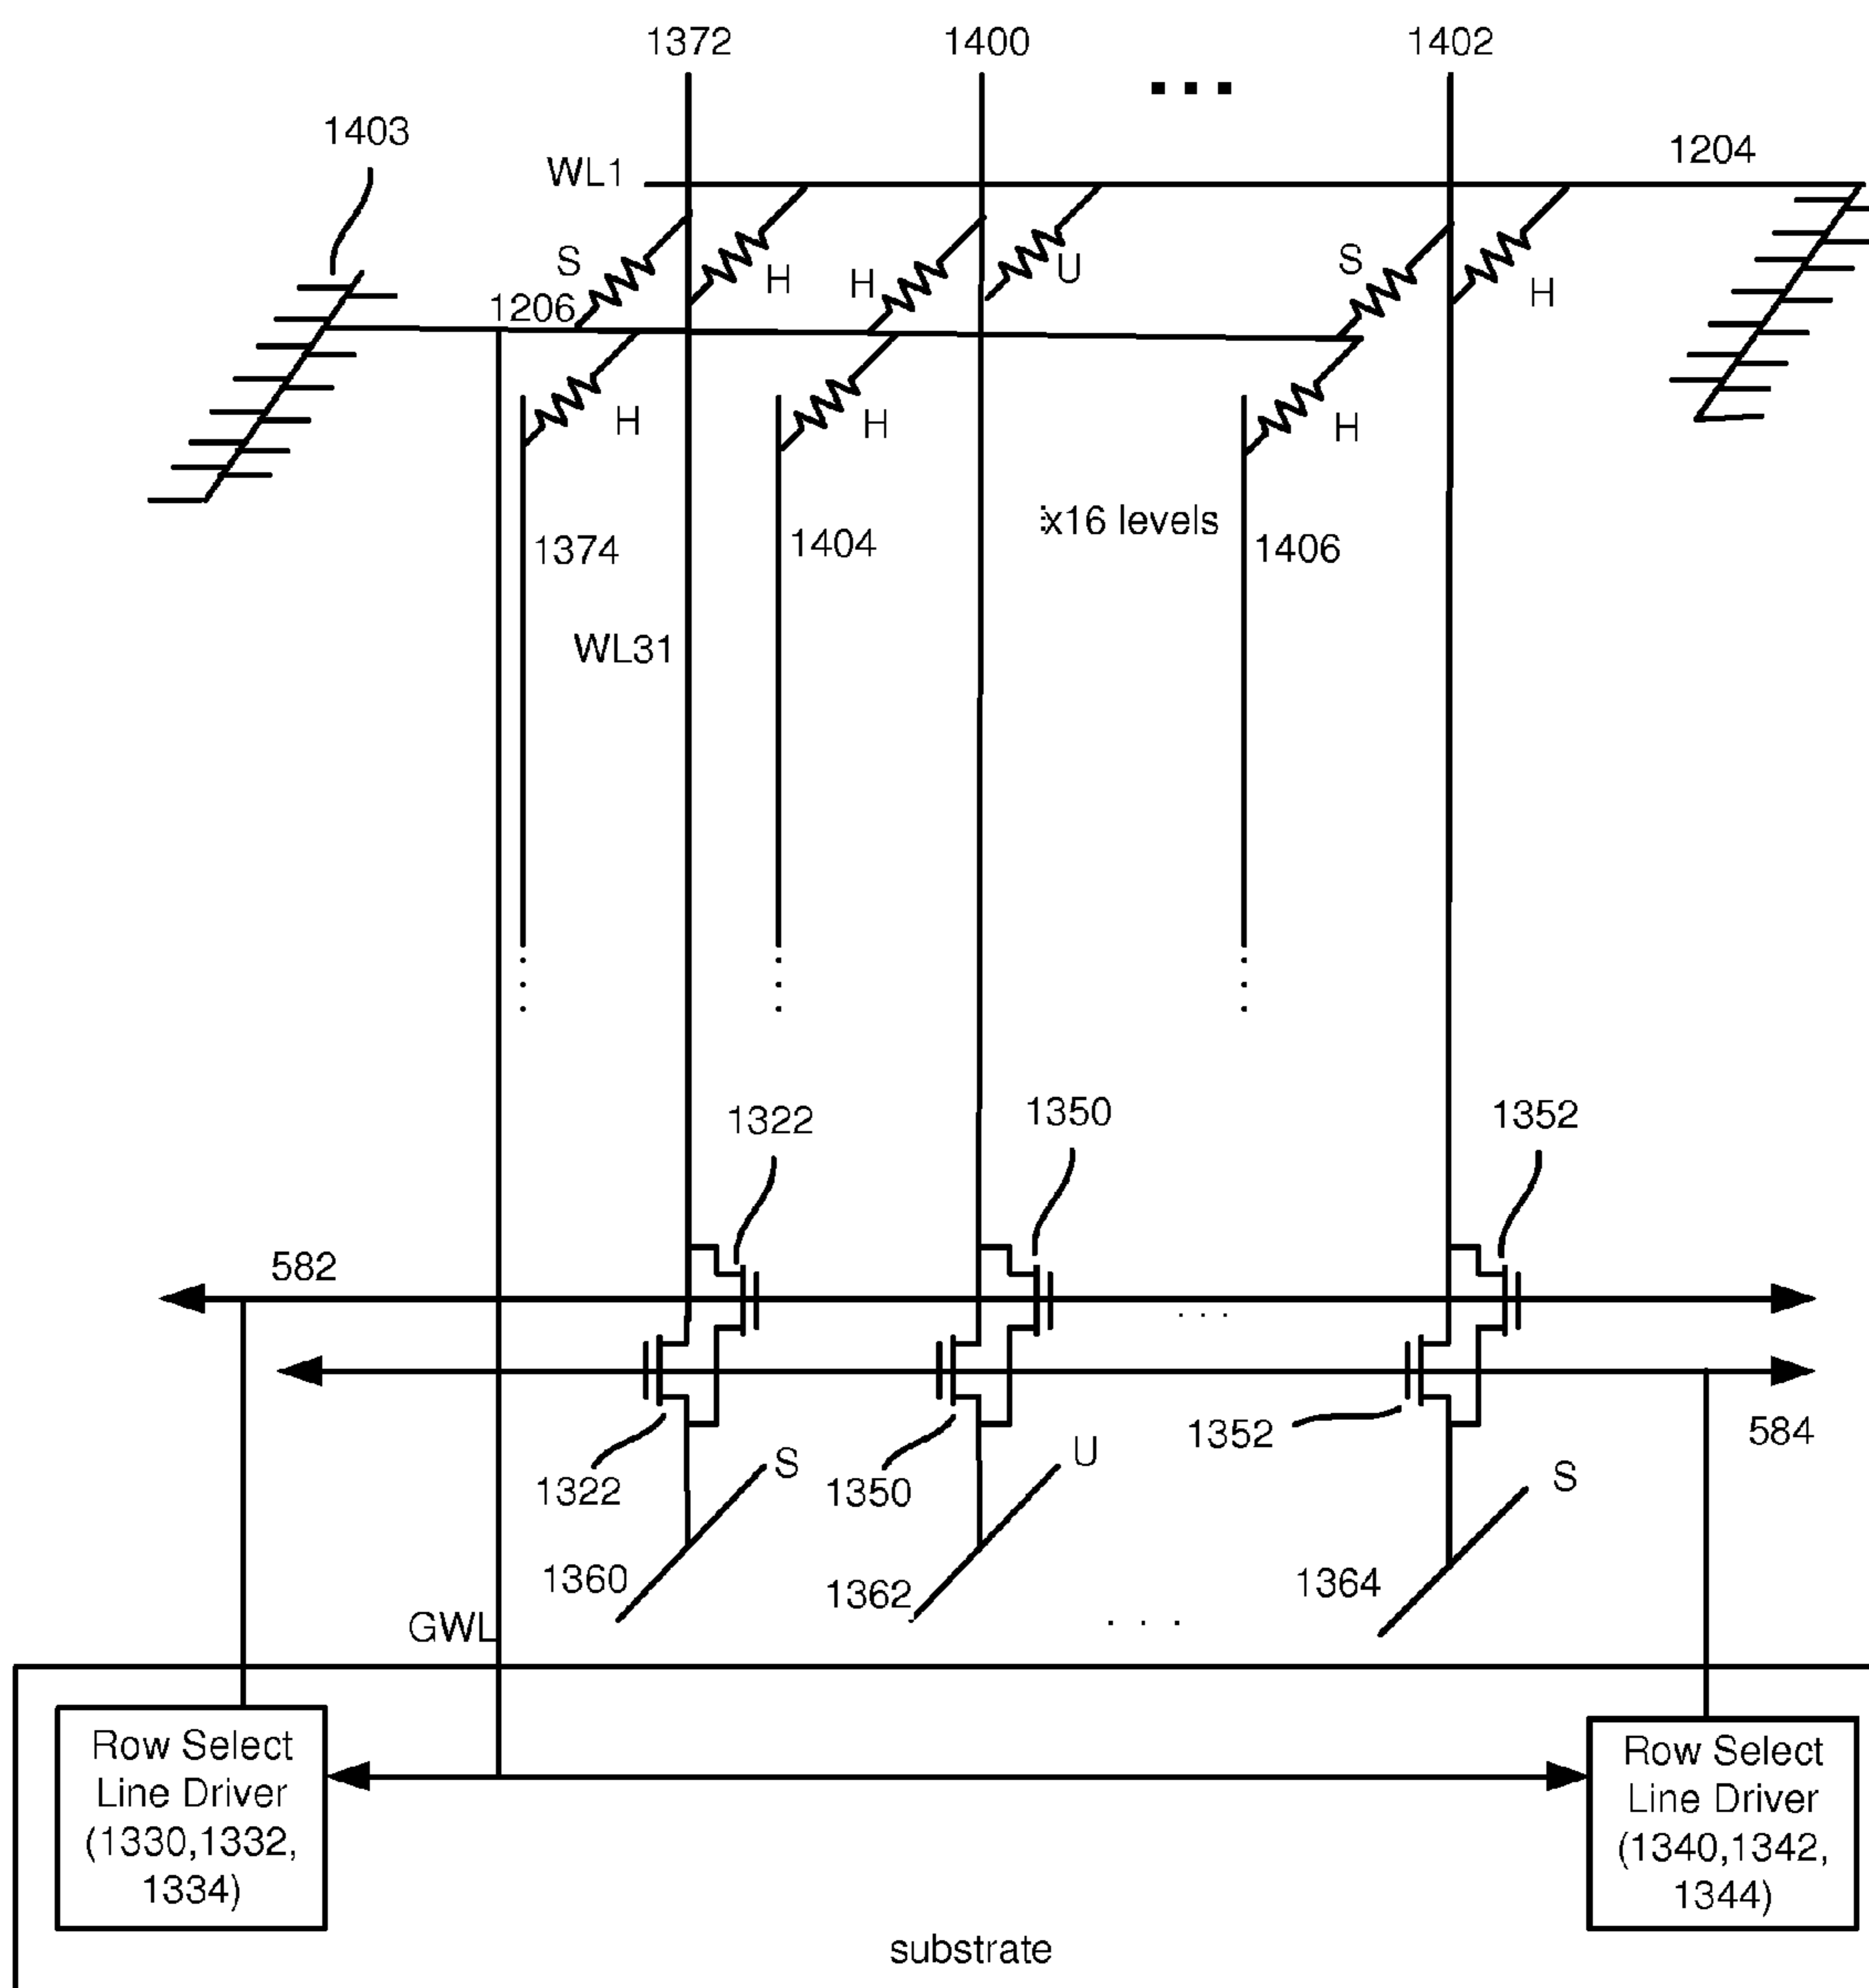 1372 1400 1402
1403 WL1 1204
S H H U S H
1206
H H H
1374 1404 x16 levels 1406
WL31
1322 1350 1352
582
1352 584
S U S
1322 1350
1360 1362 1364
GWL
Row Select
Line Driver
(1330,1332,
1334)
Row Select
Line Driver
(1340,1342,
1344)
substrate